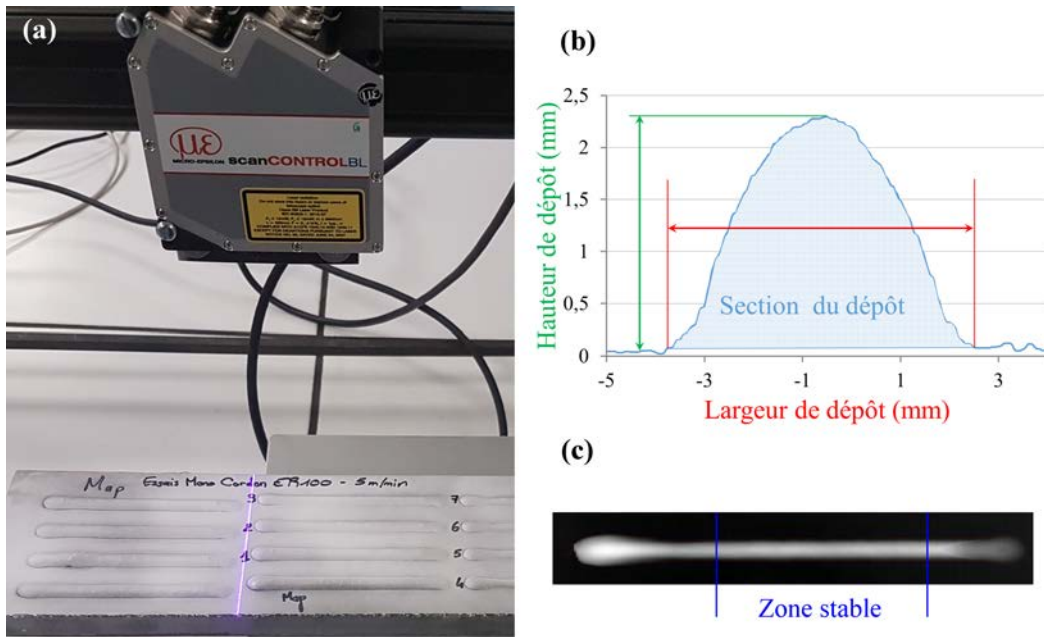 (a)
με
με
MICRO-EPSILON scanCONTROL BL
Map Essais Mono Cordon ER100 - 5m/min
3
7
2
6
1
5
4
Map
(b)
Hauteur de dépôt (mm)
2,5
2
1,5
1
0,5
0
Section du dépôt
-5
-3
-1
1
3
Largeur de dépôt (mm)
(c)
Zone stable